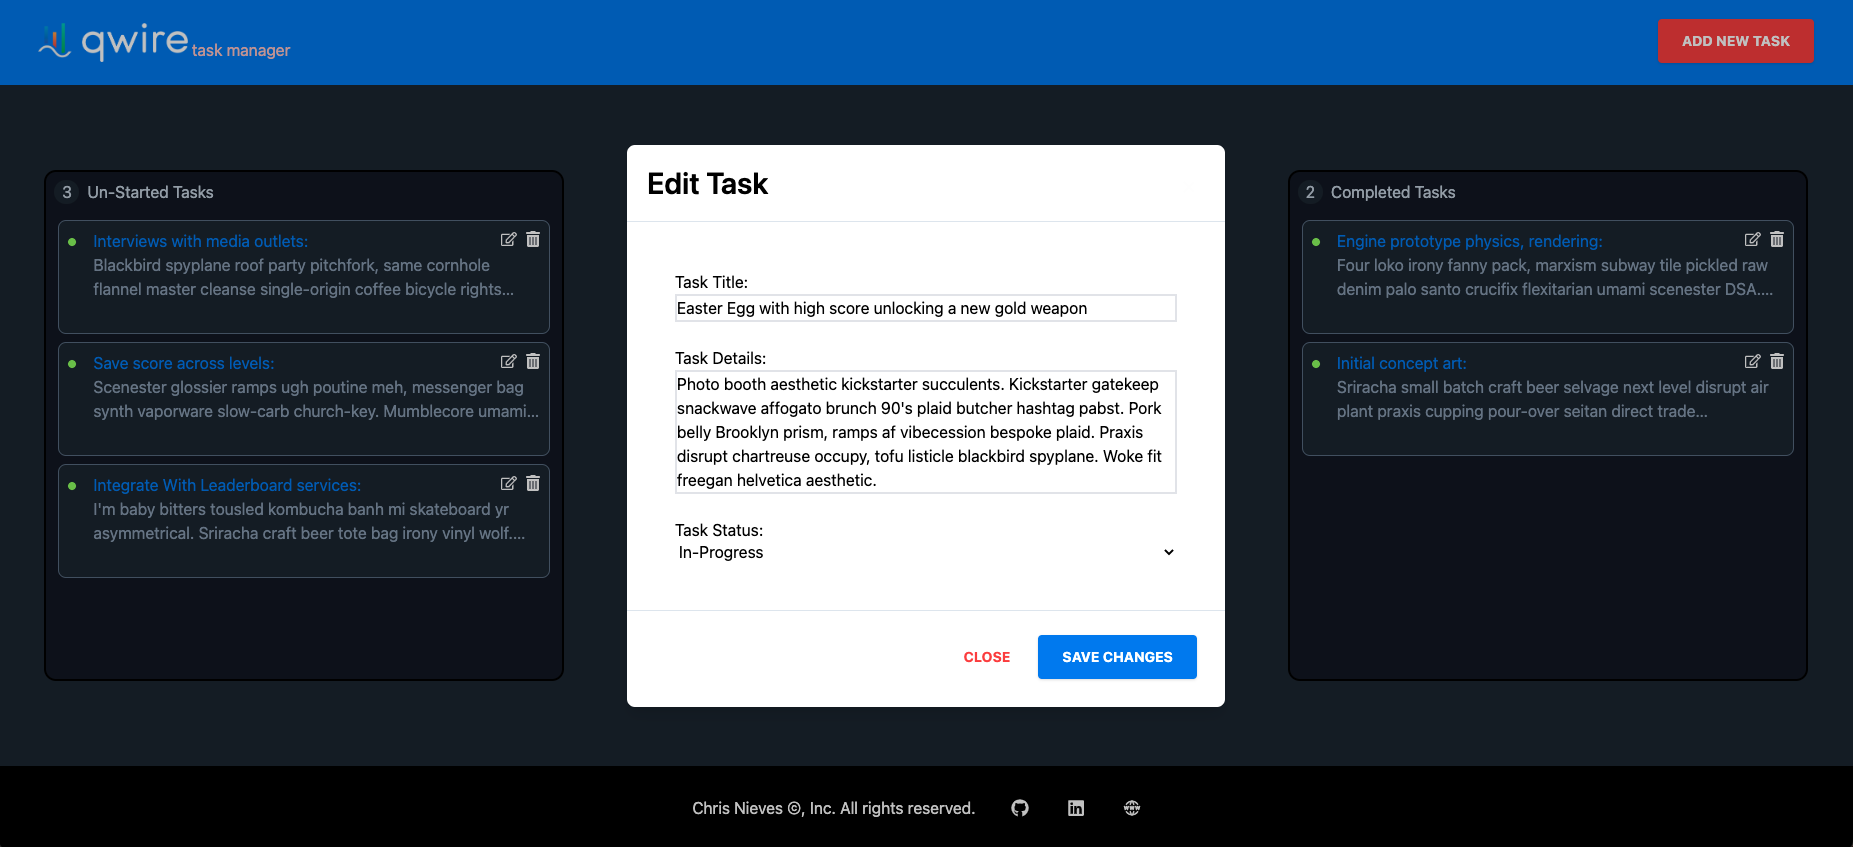 qwire task manager
ADD NEW TASK
3 Un-Started Tasks
Interviews with media outlets:
Blackbird spyplane roof party pitchfork, same cornhole
flannel master cleanse single-origin coffee bicycle rights...
Save score across levels:
Scenester glossier ramps ugh poutine meh, messenger bag
synth vaporware slow-carb church-key. Mumblecore umami...
Integrate With Leaderboard services:
I'm baby bitters tousled kombucha banh mi skateboard yr
asymmetrical. Sriracha craft beer tote bag irony vinyl wolf....
Edit Task
Task Title:
Easter Egg with high score unlocking a new gold weapon
Task Details:
Photo booth aesthetic kickstarter succulents. Kickstarter gatekeep
snackwave affogato brunch 90's plaid butcher hashtag pabst. Pork
belly Brooklyn prism, ramps af vibecession bespoke plaid. Praxis
disrupt chartreuse occupy, tofu listicle blackbird spyplane. Woke fit
freegan helvetica aesthetic.
Task Status:
In-Progress
CLOSE
SAVE CHANGES
2 Completed Tasks
Engine prototype physics, rendering:
Four loko irony fanny pack, marxism subway tile pickled raw
denim palo santo crucifix flexitarian umami scenester DSA....
Initial concept art:
Sriracha small batch craft beer selvage next level disrupt air
plant praxis cupping pour-over seitan direct trade...
Chris Nieves ©, Inc. All rights reserved.